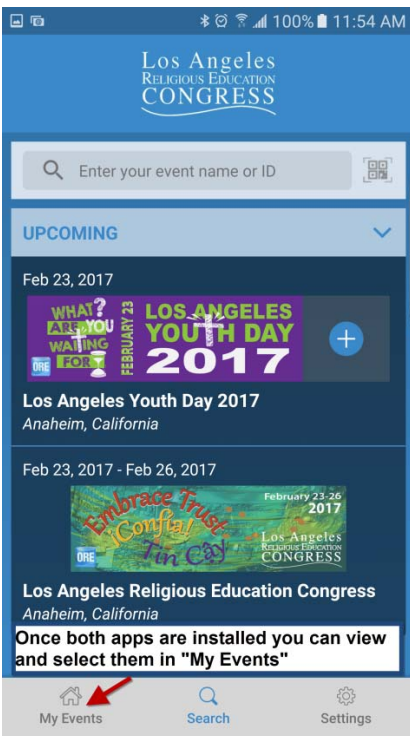 100% 11:54 AM
Los Angeles
RELIGIOUS EDUCATION
CONGRESS
Enter your event name or ID
UPCOMING
Feb 23, 2017
WHAT?
ARE YOU
WAITING
FOR
ORE
FEBRUARY 23
LOS ANGELES
YOUTH DAY
2017
Los Angeles Youth Day 2017
Anaheim, California
Feb 23, 2017 - Feb 26, 2017
Embrace Trust
¡Confía!
Tín Cậy
ORE
February 23-26
2017
Los Angeles
RELIGIOUS EDUCATION
CONGRESS
Los Angeles Religious Education Congress
Anaheim, California
Once both apps are installed you can view
and select them in "My Events"
My Events
Search
Settings